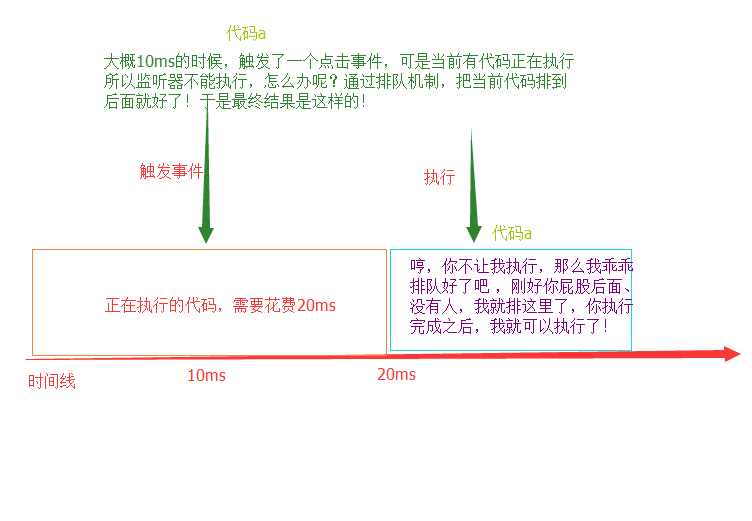 代码a
大概10ms的时候，触发了一个点击事件，可是当前有代码正在执行
所以监听器不能执行，怎么办呢？通过排队机制，把当前代码排到
后面就好了！于是最终结果是这样的！
触发事件
执行
代码a
正在执行的代码，需要花费20ms
哼，你不让我执行，那么我乖乖
排队好了吧 ，刚好你屁股后面、
没有人，我就排这里了，你执行
完成之后，我就可以执行了！
时间线
10ms
20ms